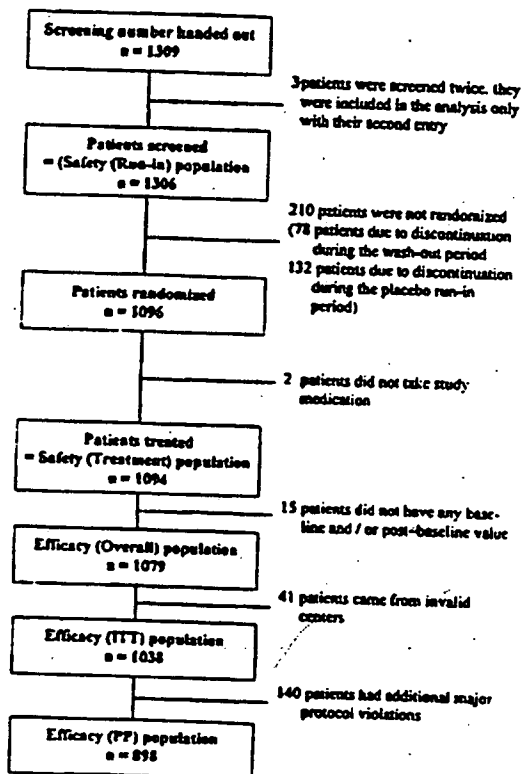 Screening number handed out
n = 1309
3 patients were screened twice. they
were included in the analysis only
with their second entry
Patients screened
= (Safety (Run-in) population
n = 1306
210 patients were not randomized
(78 patients due to discontinuation
during the wash-out period
132 patients due to discontinuation
during the placebo run-in
period)
Patients randomized
n = 1096
2 patients did not take study
medication
Patients treated
= Safety (Treatment) population
n = 1094
15 patients did not have any base-
line and / or post-baseline value
Efficacy (Overall) population
n = 1079
41 patients came from invalid
centers
Efficacy (ITT) population
n = 1038
140 patients had additional major
protocol violations
Efficacy (PP) population
n = 898